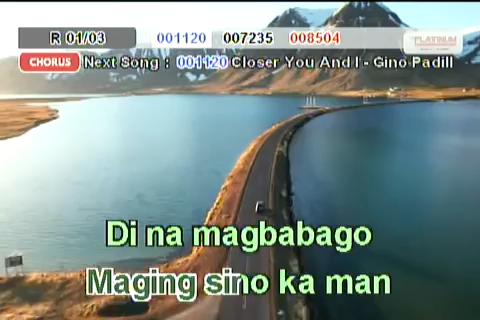 R 01/03 001120 007235 008504 PLATINUM
CHORUS Next Song : 001120 Closer You And I - Gino Padill
Di na magbabago
Maging sino ka man